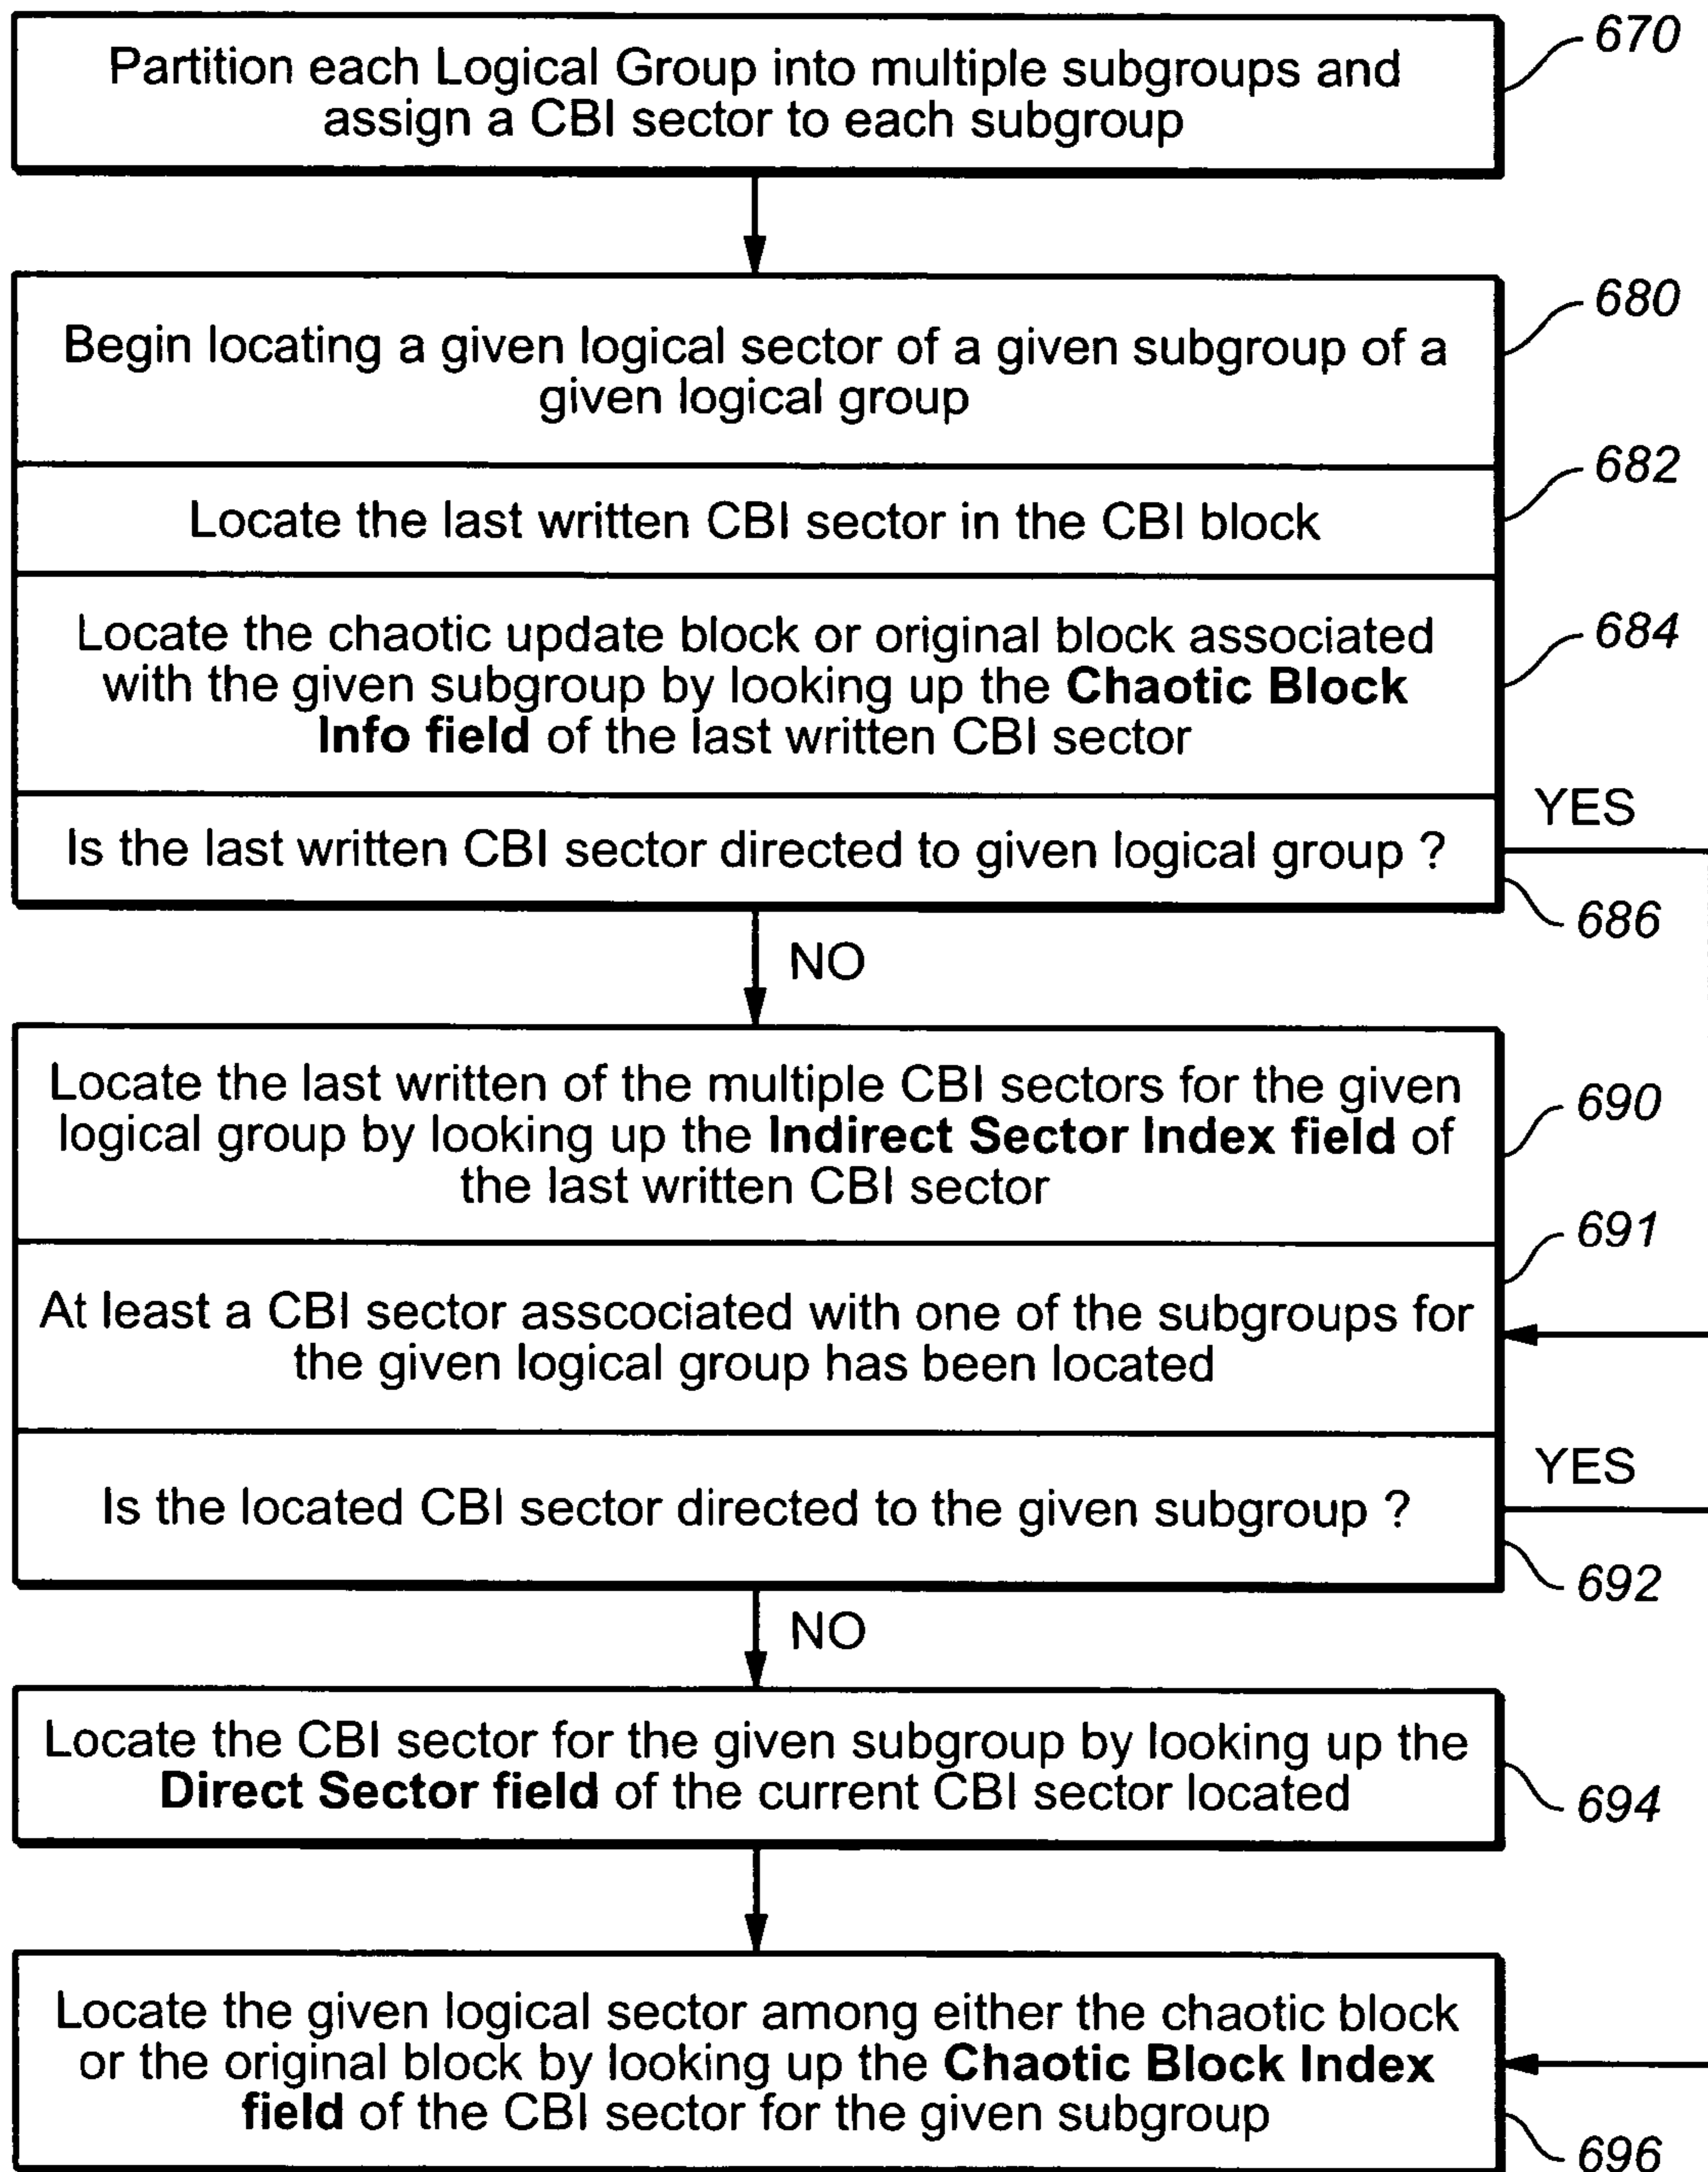 Partition each Logical Group into multiple subgroups and
assign a CBI sector to each subgroup
670
Begin locating a given logical sector of a given subgroup of a
given logical group
680
Locate the last written CBI sector in the CBI block
682
Locate the chaotic update block or original block associated
with the given subgroup by looking up the Chaotic Block
Info field of the last written CBI sector
684
Is the last written CBI sector directed to given logical group ?
YES
686
NO
Locate the last written of the multiple CBI sectors for the given
logical group by looking up the Indirect Sector Index field of
the last written CBI sector
690
At least a CBI sector asscociated with one of the subgroups for
the given logical group has been located
691
Is the located CBI sector directed to the given subgroup ?
YES
692
NO
Locate the CBI sector for the given subgroup by looking up the
Direct Sector field of the current CBI sector located
694
Locate the given logical sector among either the chaotic block
or the original block by looking up the Chaotic Block Index
field of the CBI sector for the given subgroup
696